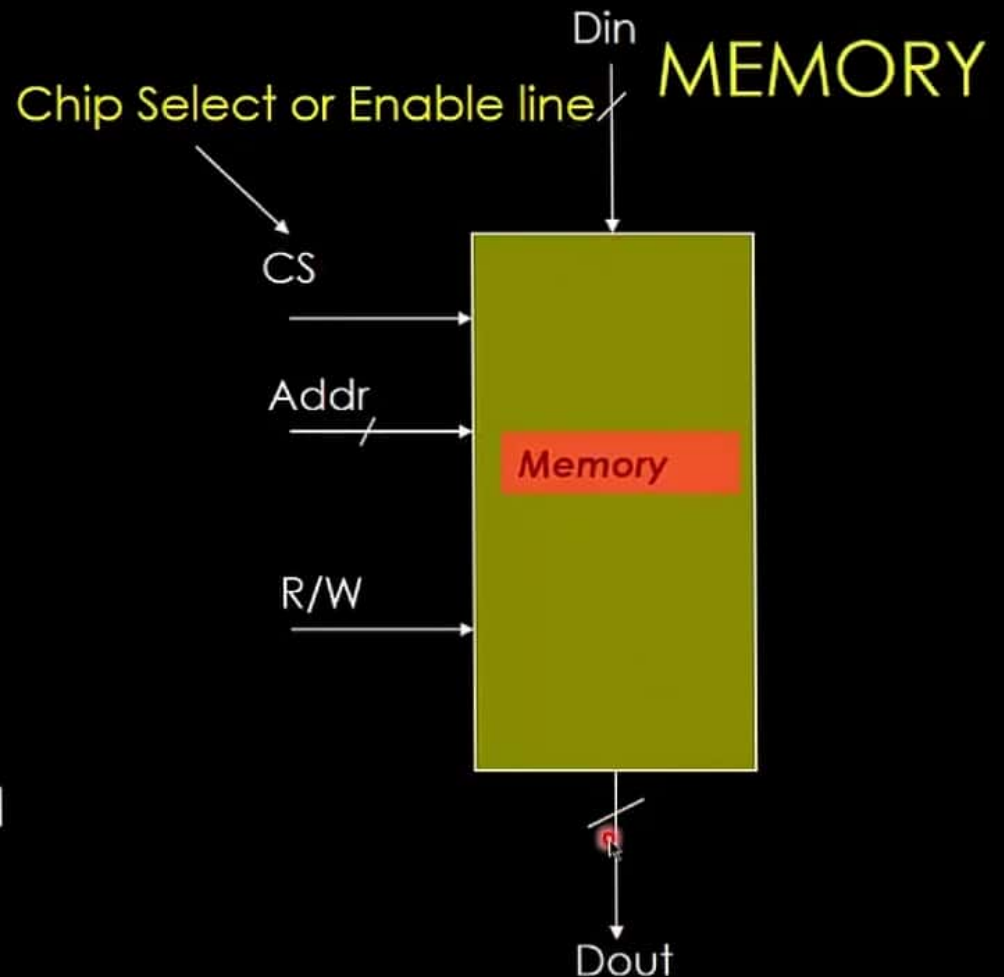 Din
MEMORY
Chip Select or Enable line
CS
Addr
Memory
R/W
Dout